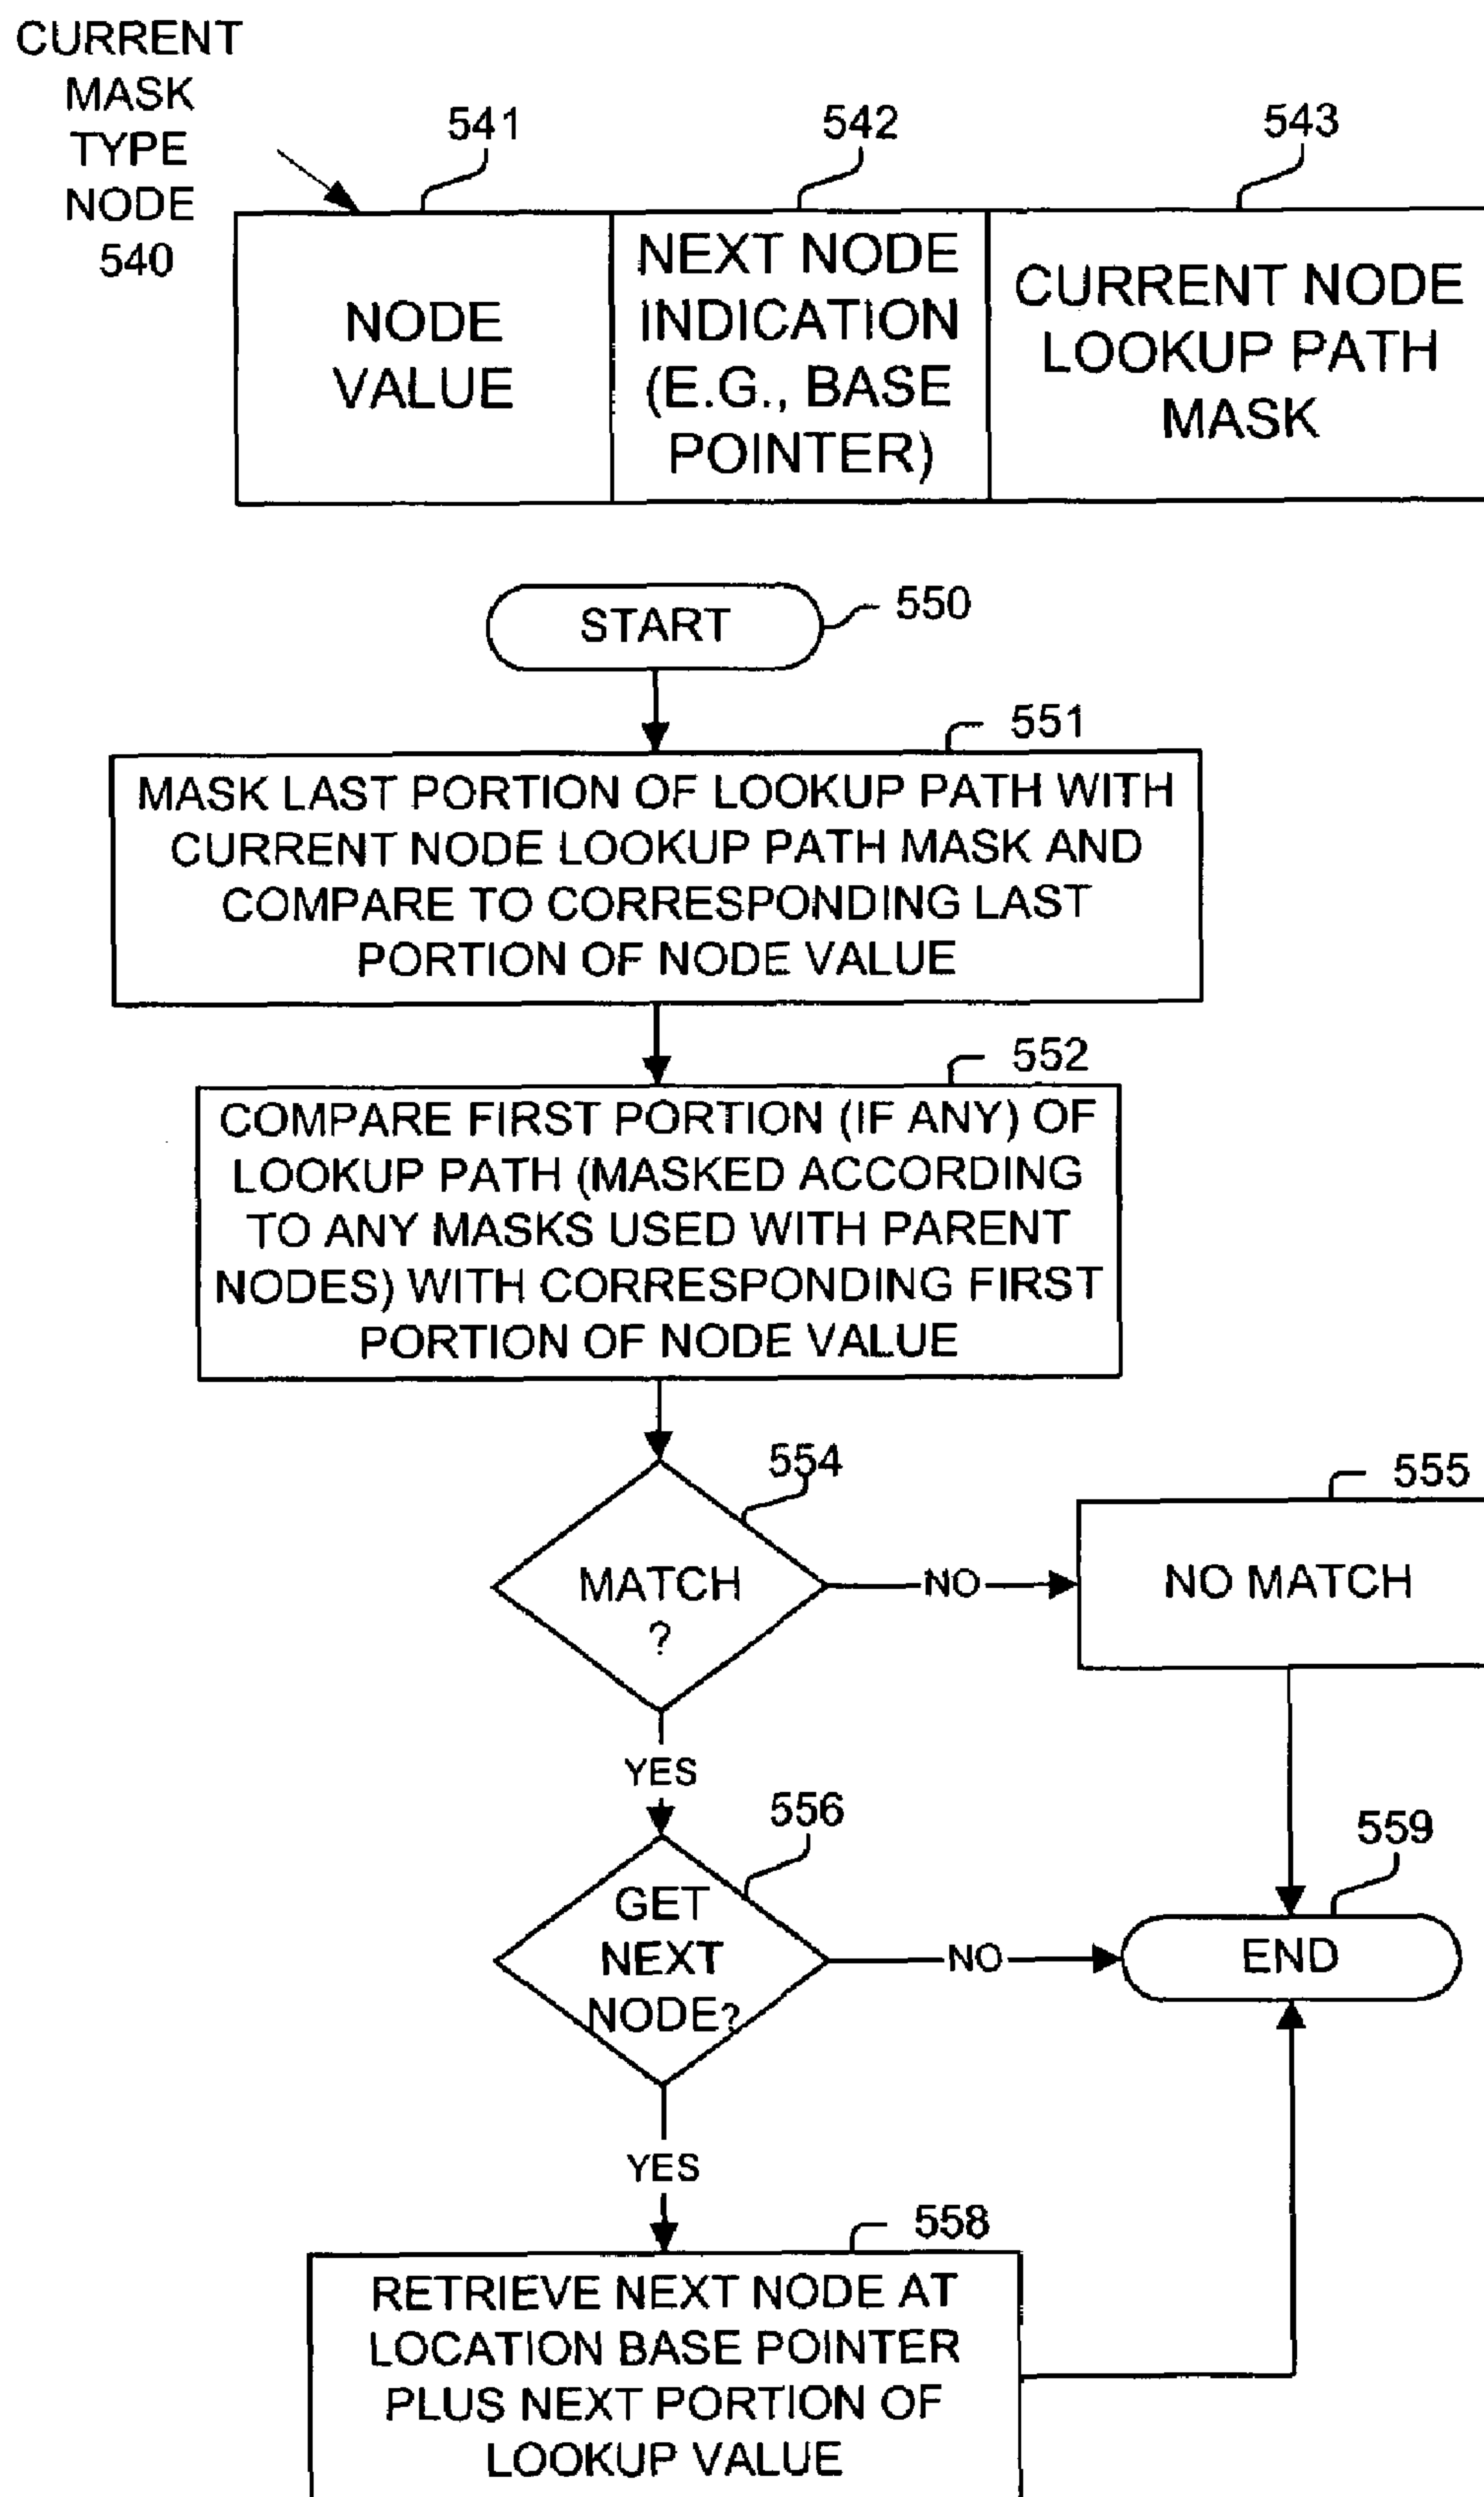 CURRENT
MASK
TYPE
NODE
540
541
542
543
NODE
VALUE
NEXT NODE
INDICATION
(E.G., BASE
POINTER)
CURRENT NODE
LOOKUP PATH
MASK
START
550
551
MASK LAST PORTION OF LOOKUP PATH WITH
CURRENT NODE LOOKUP PATH MASK AND
COMPARE TO CORRESPONDING LAST
PORTION OF NODE VALUE
552
COMPARE FIRST PORTION (IF ANY) OF
LOOKUP PATH (MASKED ACCORDING
TO ANY MASKS USED WITH PARENT
NODES) WITH CORRESPONDING FIRST
PORTION OF NODE VALUE
554
MATCH
?
NO
555
NO MATCH
YES
556
GET
NEXT
NODE?
NO
559
END
YES
558
RETRIEVE NEXT NODE AT
LOCATION BASE POINTER
PLUS NEXT PORTION OF
LOOKUP VALUE